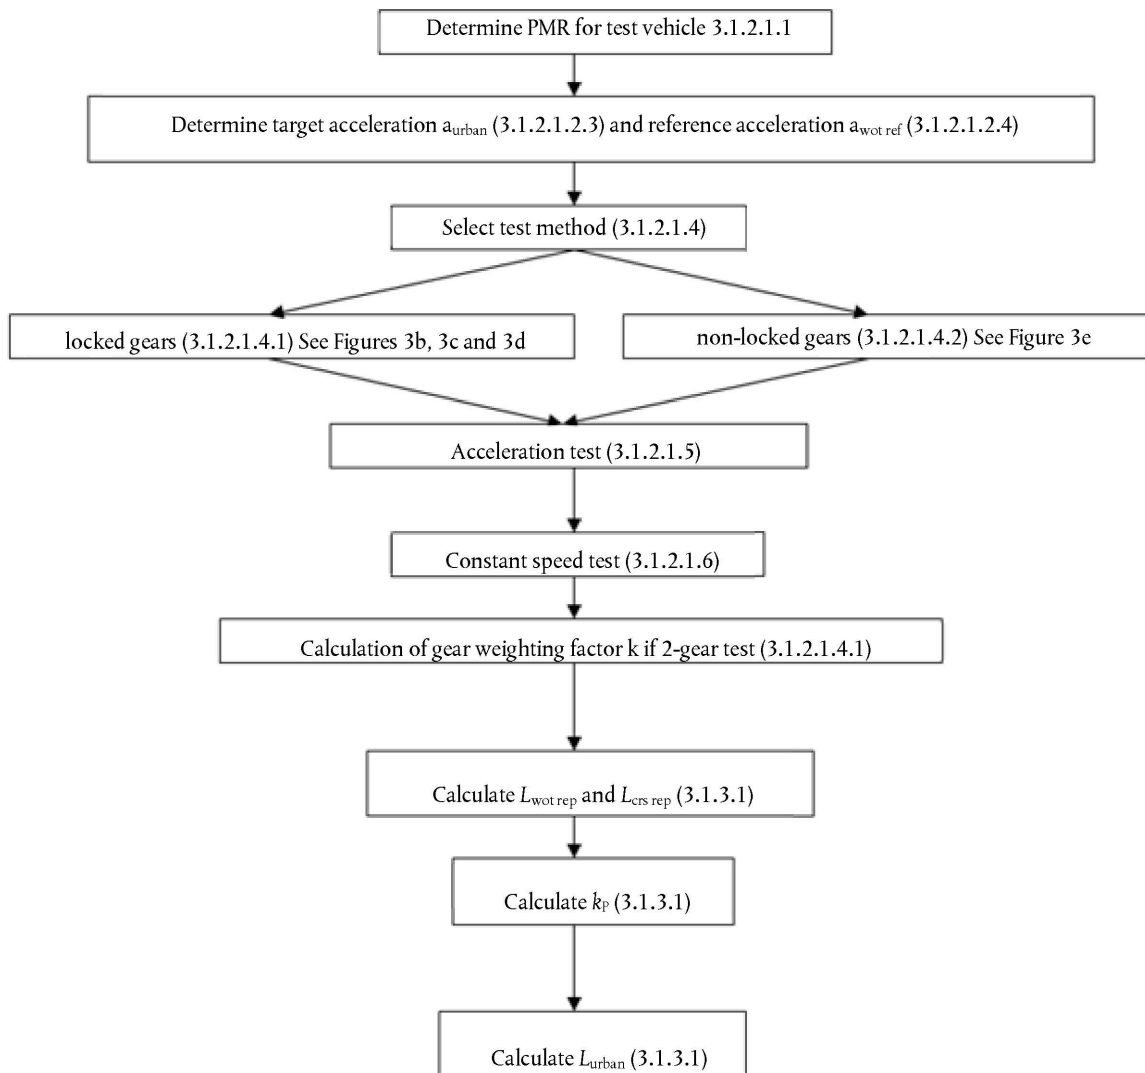 Determine PMR for test vehicle 3.1.2.1.1
Determine target acceleration aurban (3.1.2.1.2.3) and reference acceleration awot ref (3.1.2.1.2.4)
Select test method (3.1.2.1.4)
locked gears (3.1.2.1.4.1) See Figures 3b, 3c and 3d
non-locked gears (3.1.2.1.4.2) See Figure 3e
Acceleration test (3.1.2.1.5)
Constant speed test (3.1.2.1.6)
Calculation of gear weighting factor k if 2-gear test (3.1.2.1.4.1)
Calculate Lwot rep and Lcrs rep (3.1.3.1)
Calculate kP (3.1.3.1)
Calculate Lurban (3.1.3.1)